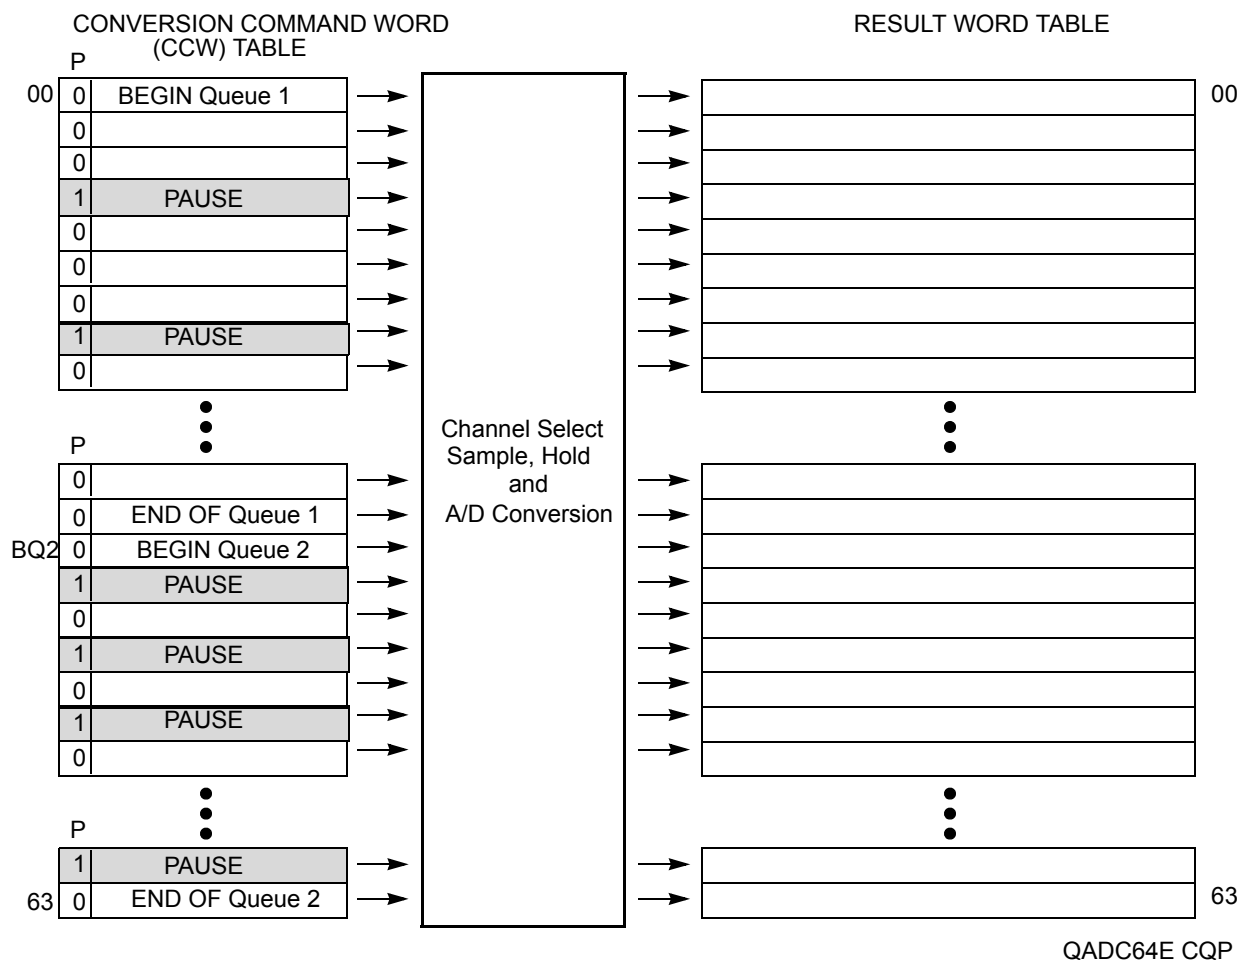 CONVERSION COMMAND WORD
(CCW) TABLE
RESULT WORD TABLE
P
00 0 BEGIN Queue 1 00
0
0
1 PAUSE
0
0
0
1 PAUSE
0
P
0
0 END OF Queue 1
BQ2 0 BEGIN Queue 2
1 PAUSE
0
1 PAUSE
0
1 PAUSE
0
Channel Select
Sample, Hold
and
A/D Conversion
P
1 PAUSE
63 0 END OF Queue 2 63
QADC64E CQP